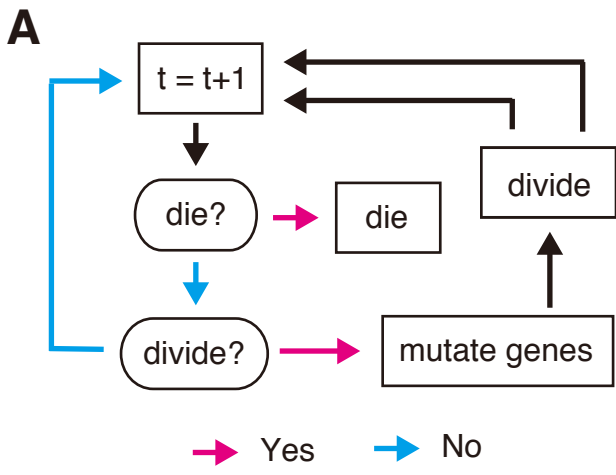 A
t = t+1
die?
die
divide
divide?
mutate genes
Yes
No